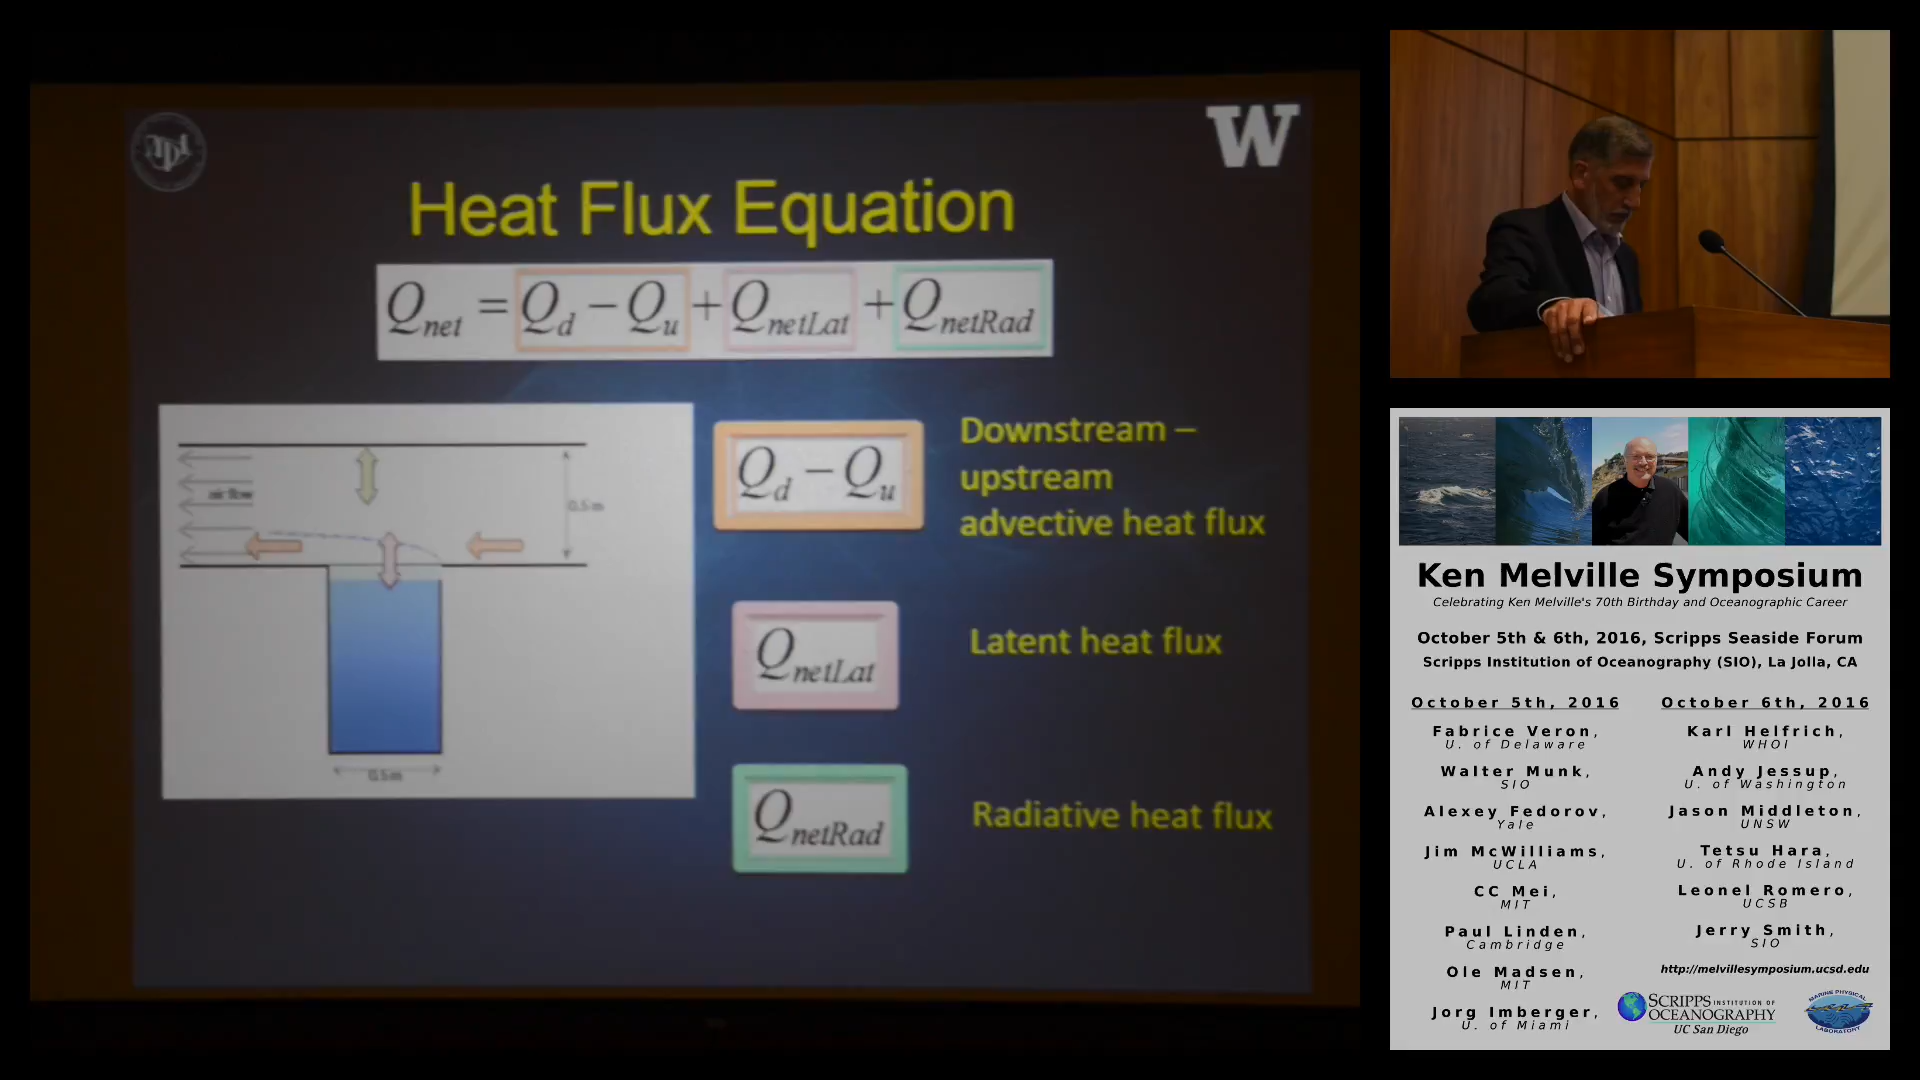 W
Heat Flux Equation
Q_net = Q_d − Q_u + Q_netLat + Q_netRad
air flow
0.5 m
0.5m
Q_d − Q_u
Downstream –
upstream
advective heat flux
Q_netLat
Latent heat flux
Q_netRad
Radiative heat flux
Ken Melville Symposium
Celebrating Ken Melville's 70th Birthday and Oceanographic Career
October 5th & 6th, 2016, Scripps Seaside Forum
Scripps Institution of Oceanography (SIO), La Jolla, CA
October 5th, 2016
Fabrice Veron,
U. of Delaware
Walter Munk,
SIO
Alexey Fedorov,
Yale
Jim McWilliams,
UCLA
CC Mei,
MIT
Paul Linden,
Cambridge
Ole Madsen,
MIT
Jorg Imberger,
U. of Miami
October 6th, 2016
Karl Helfrich,
WHOI
Andy Jessup,
U. of Washington
Jason Middleton,
UNSW
Tetsu Hara,
U. of Rhode Island
Leonel Romero,
UCSB
Jerry Smith,
SIO
http://melvillesymposium.ucsd.edu
SCRIPPS INSTITUTION OF
OCEANOGRAPHY
UC San Diego
MARINE PHYSICAL
LABORATORY